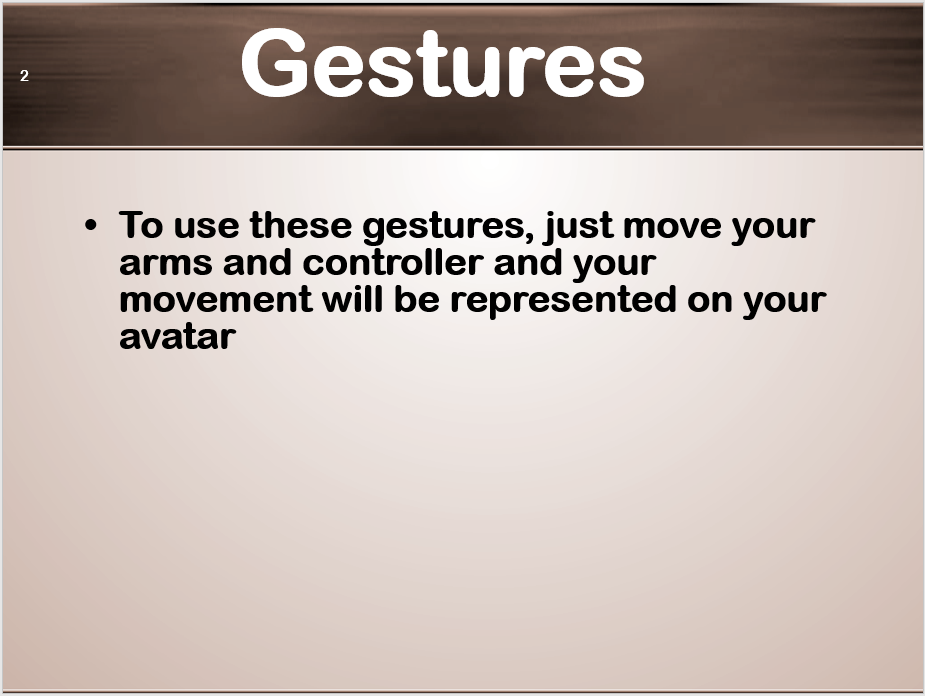 Gestures
2
• To use these gestures, just move your
arms and controller and your
movement will be represented on your
avatar